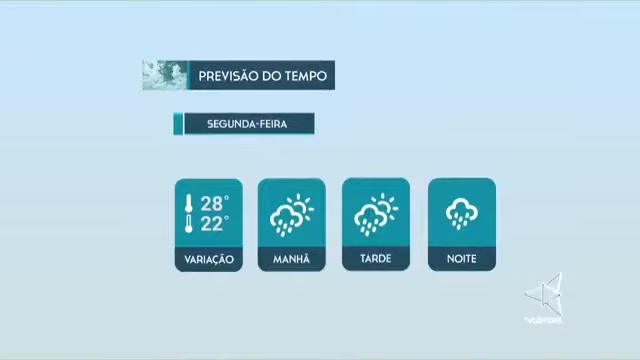 PREVISÃO DO TEMPO
SEGUNDA-FEIRA
28°
22°
VARIAÇÃO
MANHÃ
TARDE
NOITE